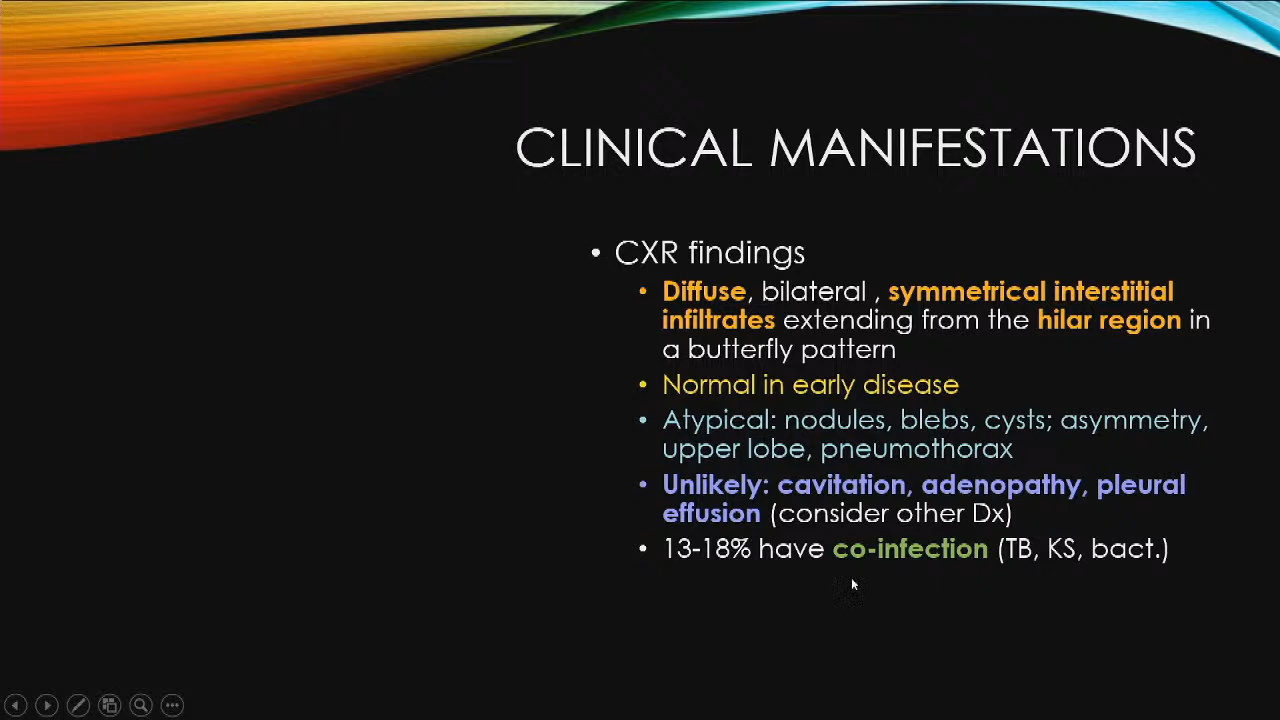 CLINICAL MANIFESTATIONS
• CXR findings
• Diffuse, bilateral , symmetrical interstitial
infiltrates extending from the hilar region in
a butterfly pattern
• Normal in early disease
• Atypical: nodules, blebs, cysts; asymmetry,
upper lobe, pneumothorax
• Unlikely: cavitation, adenopathy, pleural
effusion (consider other Dx)
• 13-18% have co-infection (TB, KS, bact.)